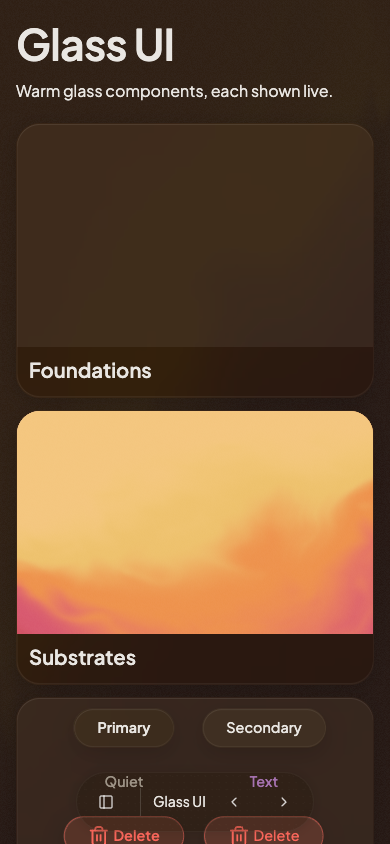 Glass UI
Warm glass components, each shown live.
Foundations
Substrates
Primary Secondary
Quiet Text
Glass UI
Delete Delete